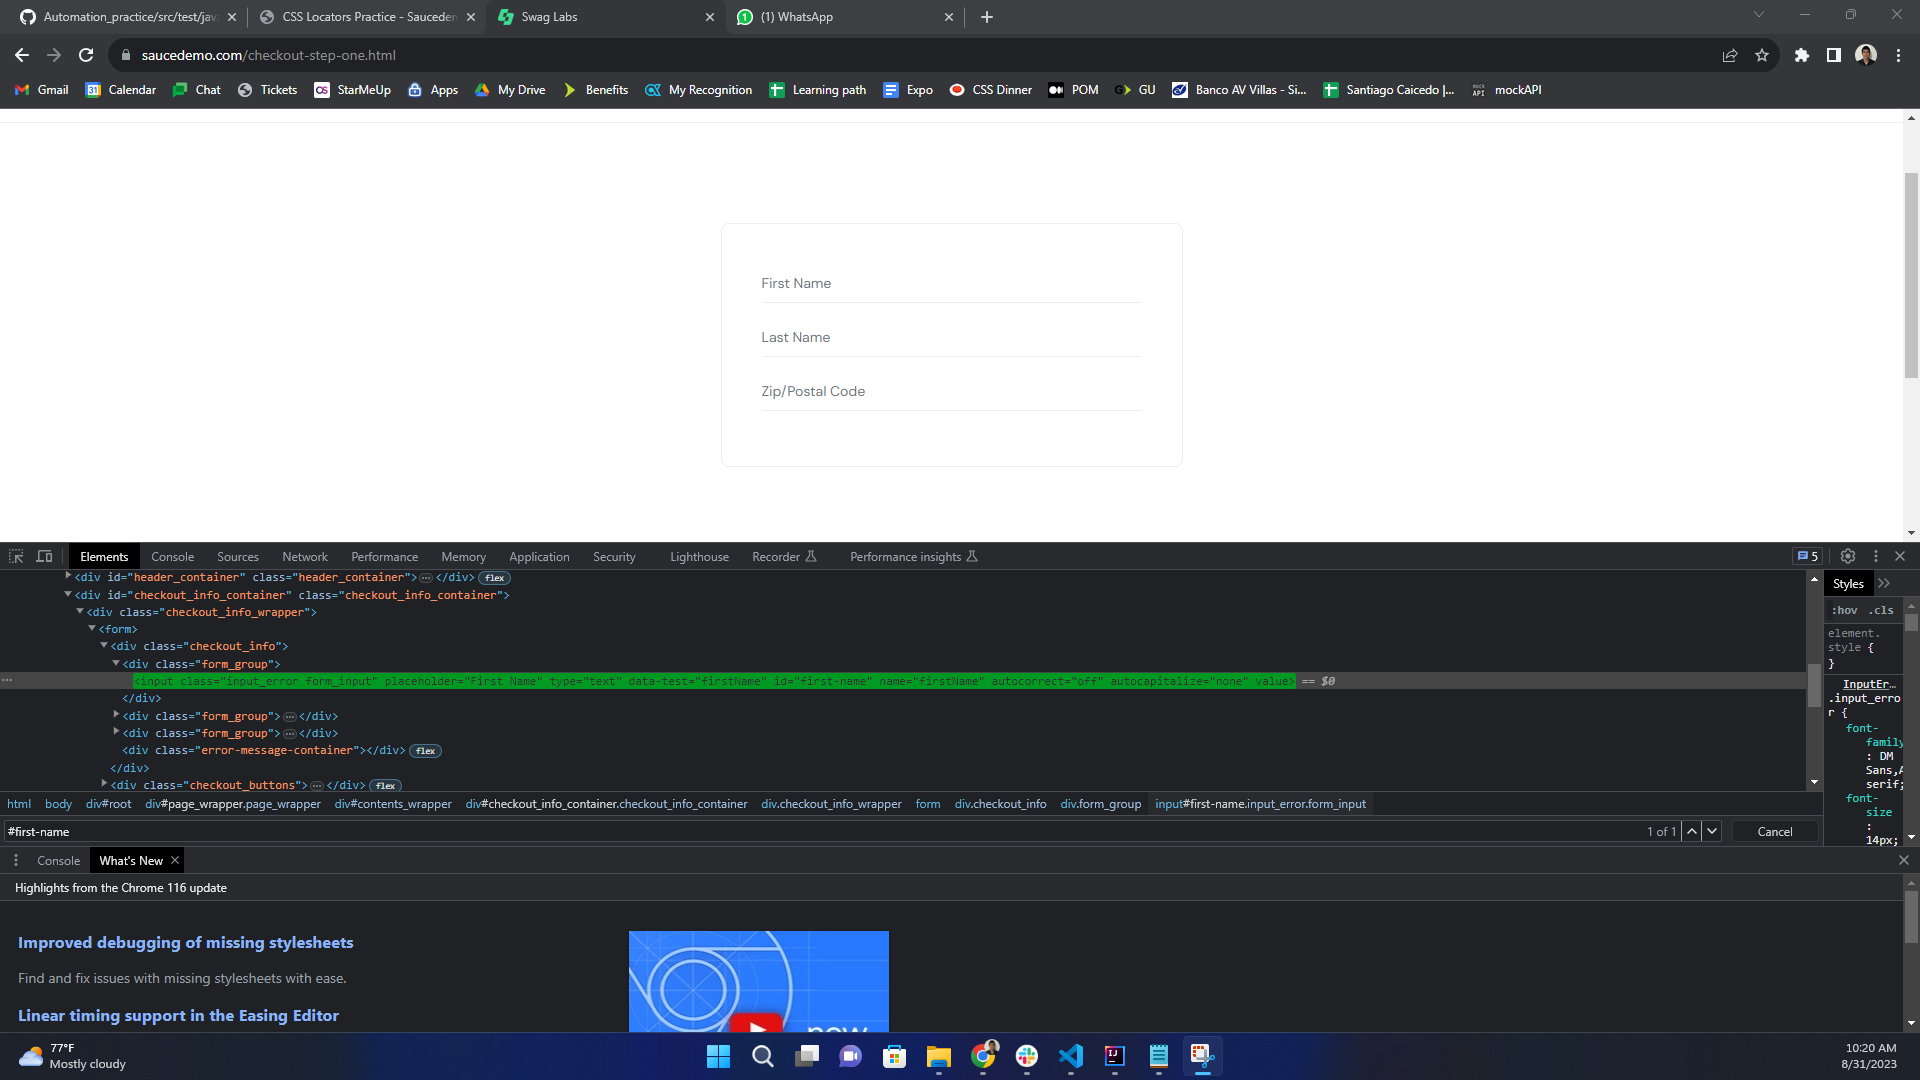 Automation_practice/src/test/java
CSS Locators Practice - Saucedem
Swag Labs
(1) WhatsApp
saucedemo.com/checkout-step-one.html
Gmail
Calendar
Chat
Tickets
StarMeUp
Apps
My Drive
Benefits
My Recognition
Learning path
Expo
CSS Dinner
POM
GU
Banco AV Villas - Si...
Santiago Caicedo |...
mockAPI
First Name
Last Name
Zip/Postal Code
Elements Console Sources Network Performance Memory Application Security Lighthouse Recorder Performance insights 5
<div id="header_container" class="header_container">…</div> flex
<div id="checkout_info_container" class="checkout_info_container">
<div class="checkout_info_wrapper">
<form>
<div class="checkout_info">
<div class="form_group">
<input class="input_error form_input" placeholder="First Name" type="text" data-test="firstName" id="first-name" name="firstName" autocorrect="off" autocapitalize="none" value> == $0
</div>
<div class="form_group">…</div>
<div class="form_group">…</div>
<div class="error-message-container"></div> flex
</div>
<div class="checkout_buttons">…</div> flex
html body div#root div#page_wrapper.page_wrapper div#contents_wrapper div#checkout_info_container.checkout_info_container div.checkout_info_wrapper form div.checkout_info div.form_group input#first-name.input_error.form_input
#first-name
1 of 1
Cancel
Styles
:hov .cls
element.
style {
}
InputEr…
.input_erro
r {
font-
family
: DM
Sans,A
serif;
font-
size
:
14px;
Console What's New
Highlights from the Chrome 116 update
Improved debugging of missing stylesheets
Find and fix issues with missing stylesheets with ease.
Linear timing support in the Easing Editor
new
77°F
Mostly cloudy
10:20 AM
8/31/2023